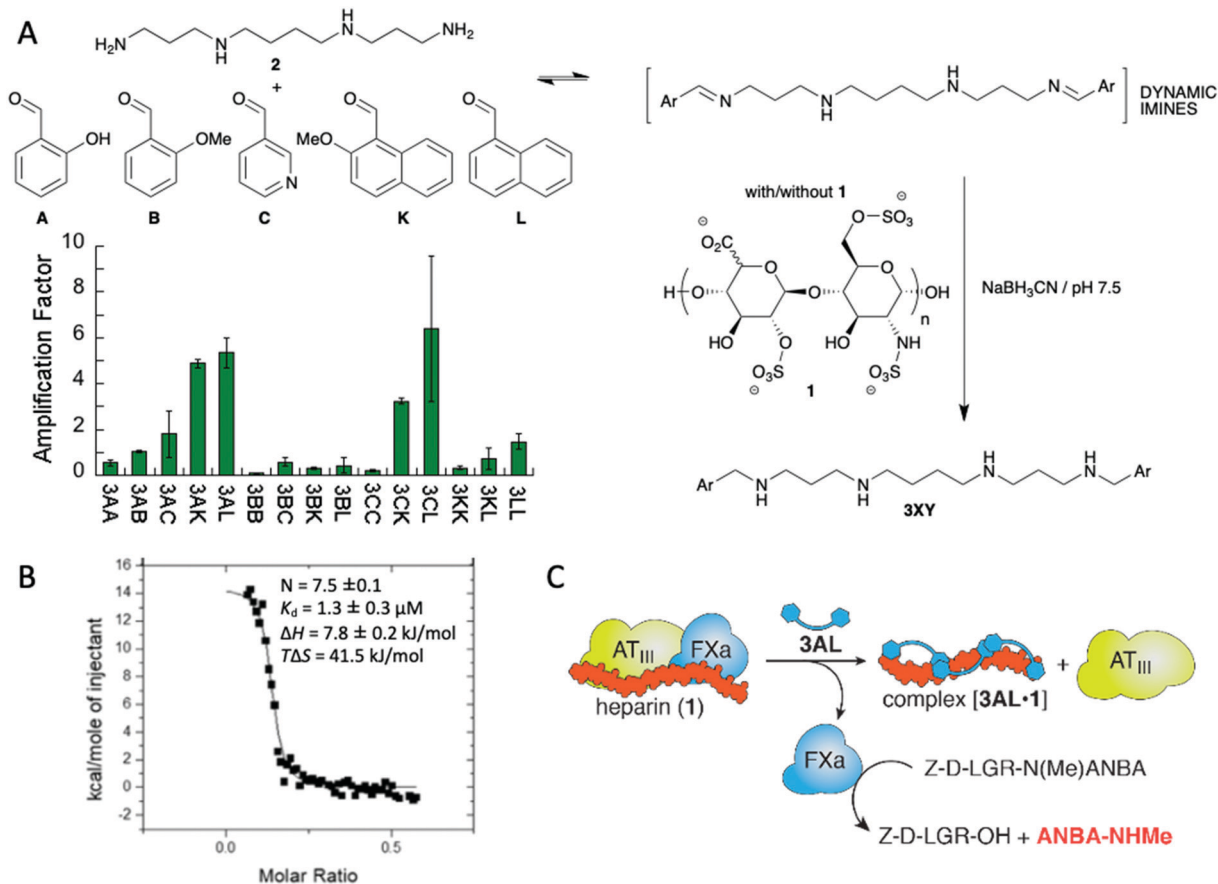 A
H₂N
N
H
H
N
NH₂
2
+
O
OH
A
O
OMe
B
O
N
C
O
MeO
K
O
L
Ar
N
N
H
H
N
N
Ar
DYNAMIC
IMINES
with/without 1
⊖
O–SO₃
⊖
CO₂
O
O
H
O
O
OH
n
HO
O
HO
NH
O₃S
SO₃
⊖
⊖
1
NaBH₃CN / pH 7.5
Ar
N
H
N
H
H
N
H
N
Ar
3XY
Amplification Factor
10
8
6
4
2
0
3AA
3AB
3AC
3AK
3AL
3BB
3BC
3BK
3BL
3CC
3CK
3CL
3KK
3KL
3LL
B
kcal/mole of injectant
16
14
12
10
8
6
4
2
0
-2
N = 7.5 ±0.1
Kd = 1.3 ± 0.3 µM
ΔH = 7.8 ± 0.2 kJ/mol
TΔS = 41.5 kJ/mol
0.0
0.5
Molar Ratio
C
ATIII
FXa
heparin (1)
3AL
complex [3AL•1]
+
ATIII
FXa
Z-D-LGR-N(Me)ANBA
Z-D-LGR-OH + ANBA-NHMe